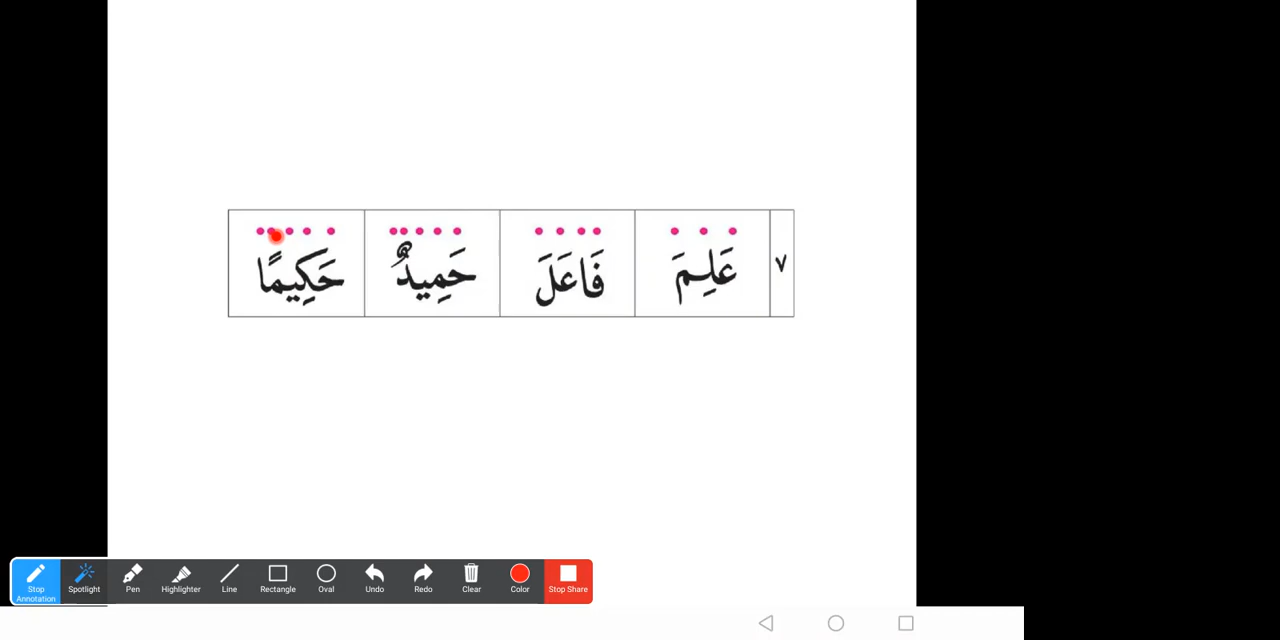 ٧ عَلِمَ فَاعَلَ حَمِيدٌ حَكِيمًا
Stop Annotation Spotlight Pen Highlighter Line Rectangle Oval Undo Redo Clear Color Stop Share